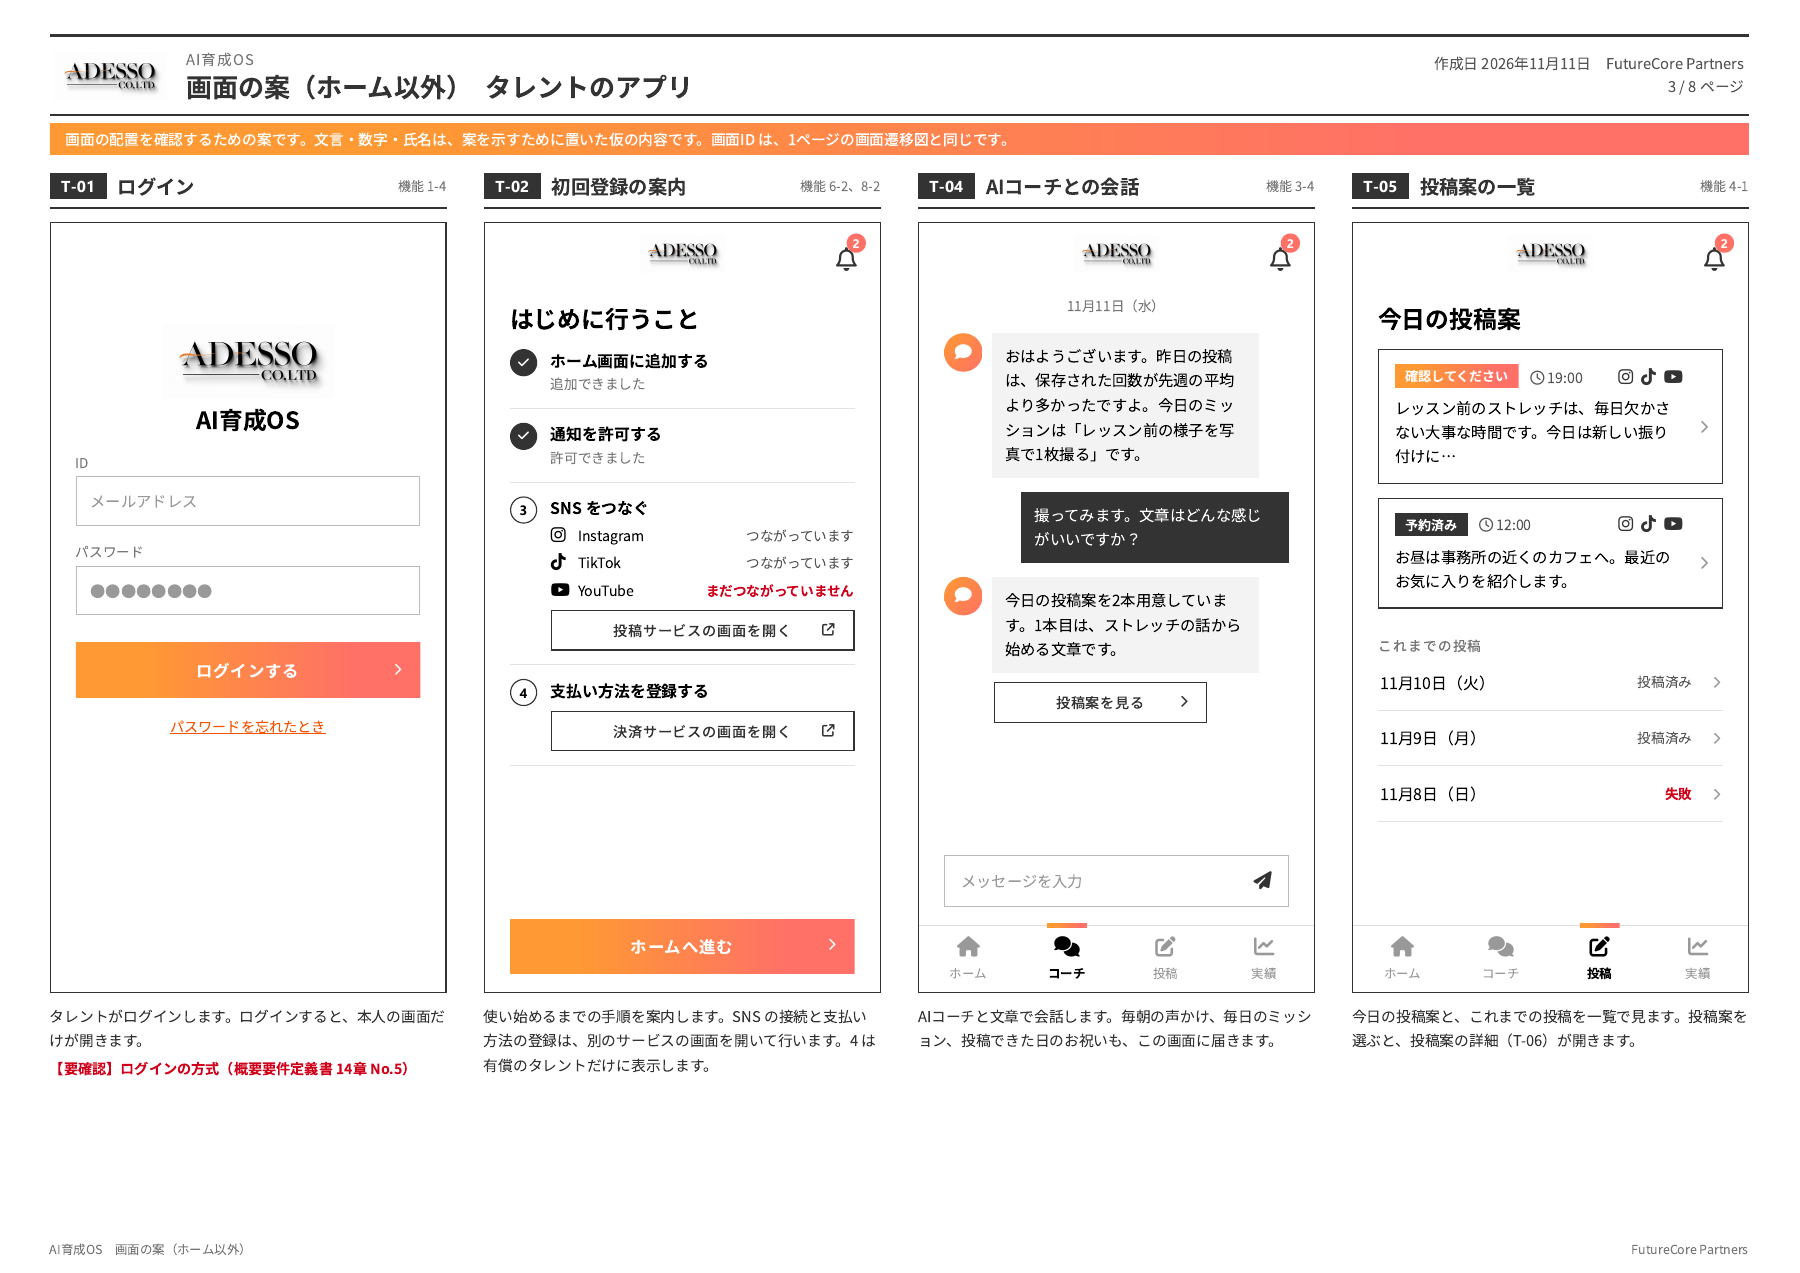 ADESSO
CO.LTD
AI育成OS
画面の案（ホーム以外）　タレントのアプリ
作成日 2026年11月11日　FutureCore Partners
3 / 8 ページ
画面の配置を確認するための案です。文言・数字・氏名は、案を示すために置いた仮の内容です。画面ID は、1ページの画面遷移図と同じです。
T-01 ログイン 機能 1-4
ADESSO
CO.LTD
AI育成OS
ID
メールアドレス
パスワード
●●●●●●●●
ログインする
パスワードを忘れたとき
タレントがログインします。ログインすると、本人の画面だ
けが開きます。
【要確認】ログインの方式（概要要件定義書 14章 No.5）
T-02 初回登録の案内 機能 6-2、8-2
ADESSO
CO.LTD
2
はじめに行うこと
ホーム画面に追加する
追加できました
通知を許可する
許可できました
3 SNS をつなぐ
Instagram つながっています
TikTok つながっています
YouTube まだつながっていません
投稿サービスの画面を開く
4 支払い方法を登録する
決済サービスの画面を開く
ホームへ進む
使い始めるまでの手順を案内します。SNS の接続と支払い
方法の登録は、別のサービスの画面を開いて行います。4 は
有償のタレントだけに表示します。
T-04 AIコーチとの会話 機能 3-4
ADESSO
CO.LTD
2
11月11日（水）
おはようございます。昨日の投稿
は、保存された回数が先週の平均
より多かったですよ。今日のミッ
ションは「レッスン前の様子を写
真で1枚撮る」です。
撮ってみます。文章はどんな感じ
がいいですか？
今日の投稿案を2本用意していま
す。1本目は、ストレッチの話から
始める文章です。
投稿案を見る
メッセージを入力
ホーム コーチ 投稿 実績
AIコーチと文章で会話します。毎朝の声かけ、毎日のミッシ
ョン、投稿できた日のお祝いも、この画面に届きます。
T-05 投稿案の一覧 機能 4-1
ADESSO
CO.LTD
2
今日の投稿案
確認してください 19:00
レッスン前のストレッチは、毎日欠かさ
ない大事な時間です。今日は新しい振り
付けに…
予約済み 12:00
お昼は事務所の近くのカフェへ。最近の
お気に入りを紹介します。
これまでの投稿
11月10日（火） 投稿済み
11月9日（月） 投稿済み
11月8日（日） 失敗
ホーム コーチ 投稿 実績
今日の投稿案と、これまでの投稿を一覧で見ます。投稿案を
選ぶと、投稿案の詳細（T-06）が開きます。
AI育成OS　画面の案（ホーム以外）
FutureCore Partners